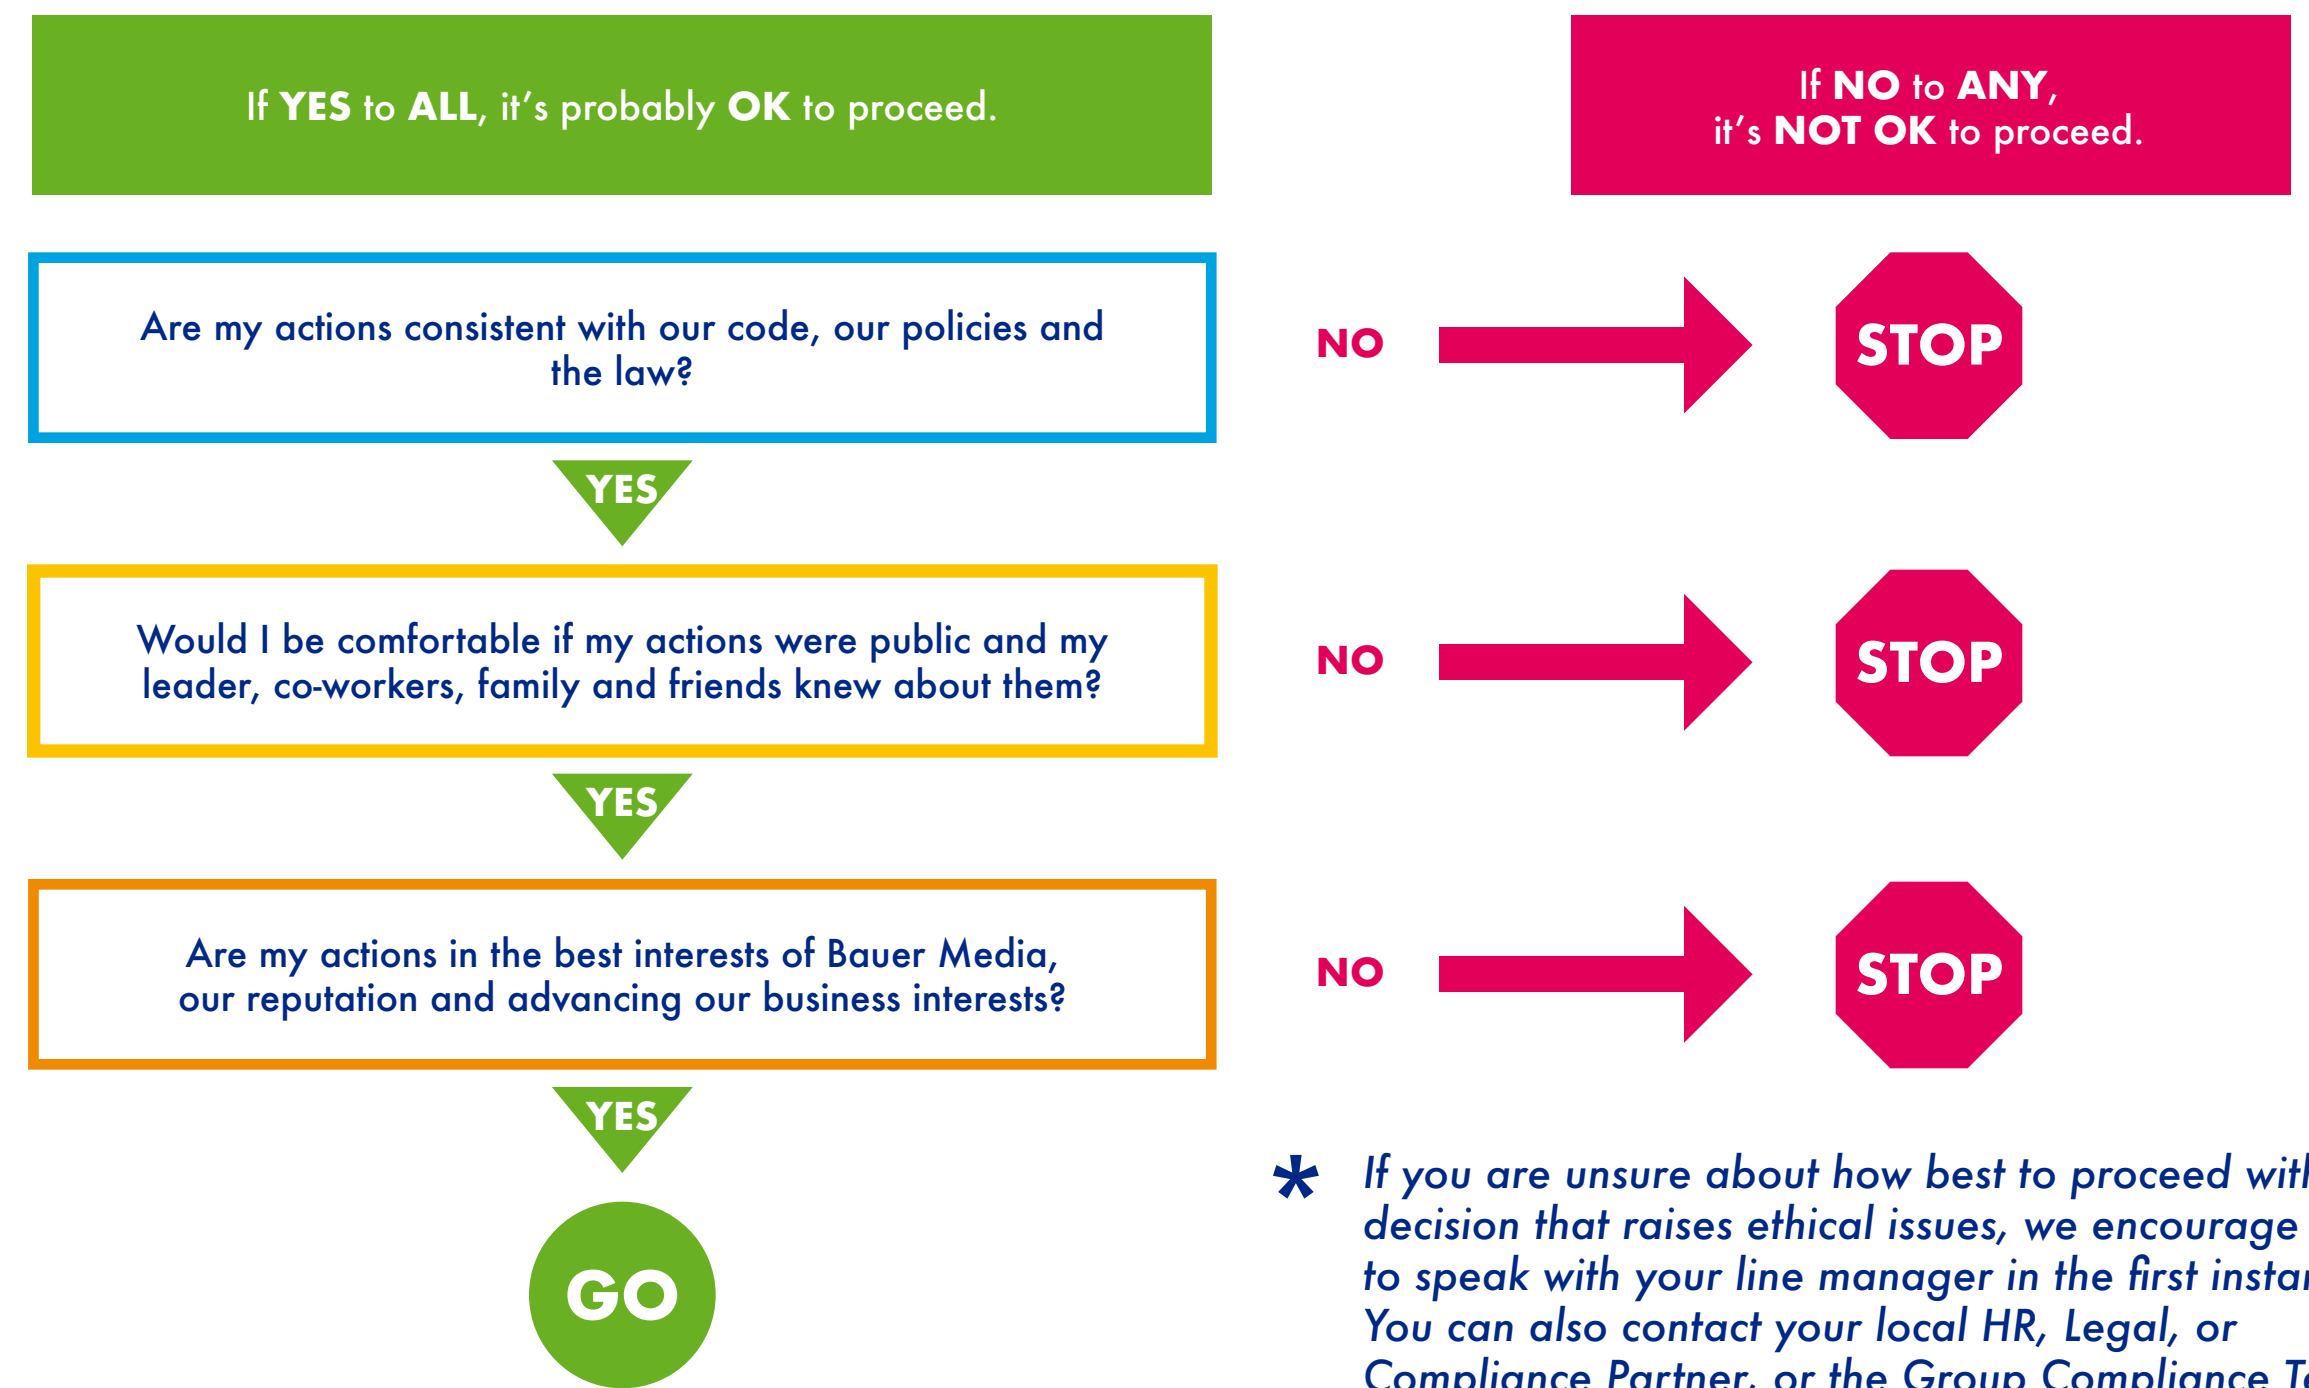 If YES to ALL, it's probably OK to proceed.
If NO to ANY,
it's NOT OK to proceed.
Are my actions consistent with our code, our policies and
the law?
NO
STOP
YES
Would I be comfortable if my actions were public and my
leader, co-workers, family and friends knew about them?
NO
STOP
YES
Are my actions in the best interests of Bauer Media,
our reputation and advancing our business interests?
NO
STOP
YES
GO
* If you are unsure about how best to proceed with
decision that raises ethical issues, we encourage
to speak with your line manager in the first
You can also contact your local HR, Legal, or
Compliance Partner, or the Group Compliance